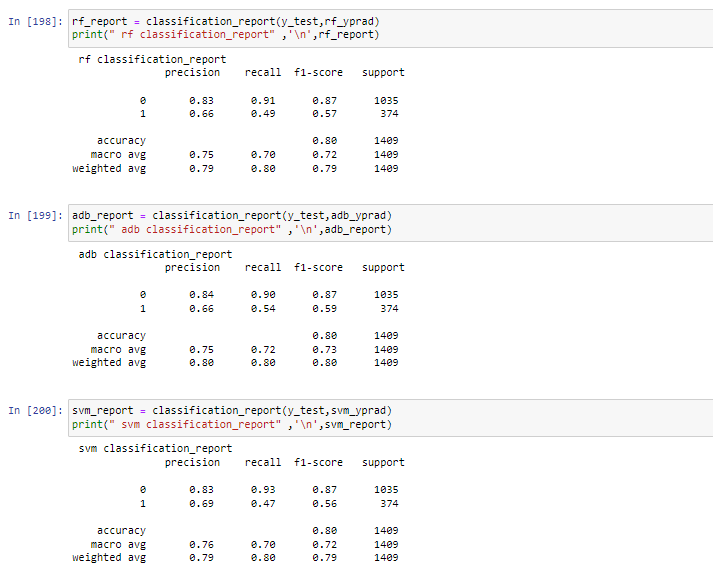 In [198]: rf_report = classification_report(y_test,rf_yprad)
print(" rf classification_report" ,'\n',rf_report)
rf classification_report
precision recall f1-score support
0 0.83 0.91 0.87 1035
1 0.66 0.49 0.57 374
accuracy 0.80 1409
macro avg 0.75 0.70 0.72 1409
weighted avg 0.79 0.80 0.79 1409
In [199]: adb_report = classification_report(y_test,adb_yprad)
print(" adb classification_report" ,'\n',adb_report)
adb classification_report
precision recall f1-score support
0 0.84 0.90 0.87 1035
1 0.66 0.54 0.59 374
accuracy 0.80 1409
macro avg 0.75 0.72 0.73 1409
weighted avg 0.80 0.80 0.80 1409
In [200]: svm_report = classification_report(y_test,svm_yprad)
print(" svm classification_report" ,'\n',svm_report)
svm classification_report
precision recall f1-score support
0 0.83 0.93 0.87 1035
1 0.69 0.47 0.56 374
accuracy 0.80 1409
macro avg 0.76 0.70 0.72 1409
weighted avg 0.79 0.80 0.79 1409